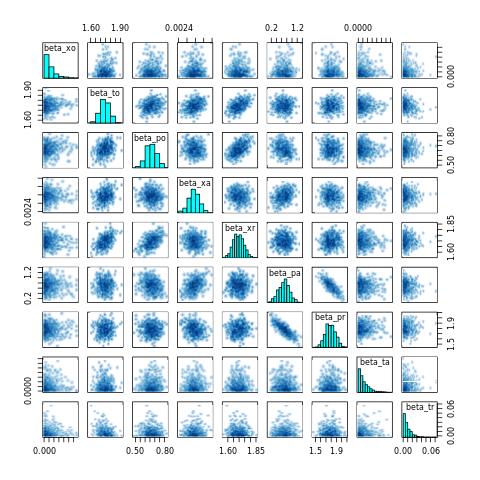 1.60 1.90 0.0024 0.2 1.2 0.0000
beta_xo
0.000
beta_to
1.60 1.90
beta_po
0.50 0.80
beta_xa
0.0024
beta_xr
1.60 1.85
beta_pa
0.2 1.2
beta_pr
1.5 1.9
beta_ta
0.0000
beta_tr
0.00 0.06
0.000 0.50 0.80 1.60 1.85 1.5 1.9 0.00 0.06